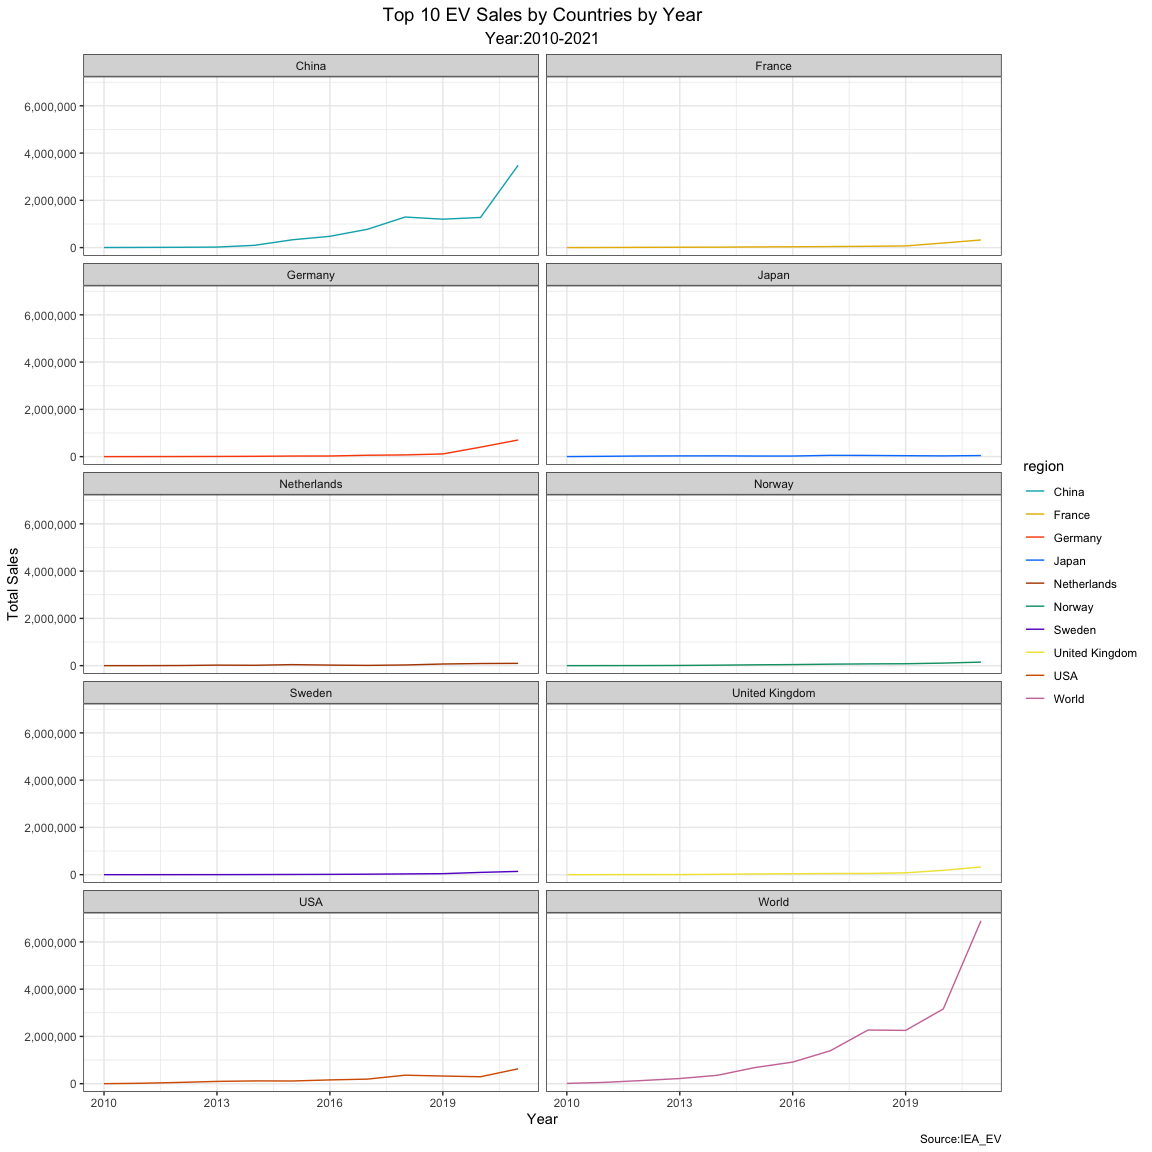 Top 10 EV Sales by Countries by Year
Year:2010-2021
China
France
6,000,000
4,000,000
2,000,000
0
Germany
Japan
6,000,000
4,000,000
2,000,000
0
Netherlands
Norway
6,000,000
4,000,000
2,000,000
0
Sweden
United Kingdom
6,000,000
4,000,000
2,000,000
0
USA
World
6,000,000
4,000,000
2,000,000
0
2010 2013 2016 2019
2010 2013 2016 2019
Total Sales
Year
region
China
France
Germany
Japan
Netherlands
Norway
Sweden
United Kingdom
USA
World
Source:IEA_EV